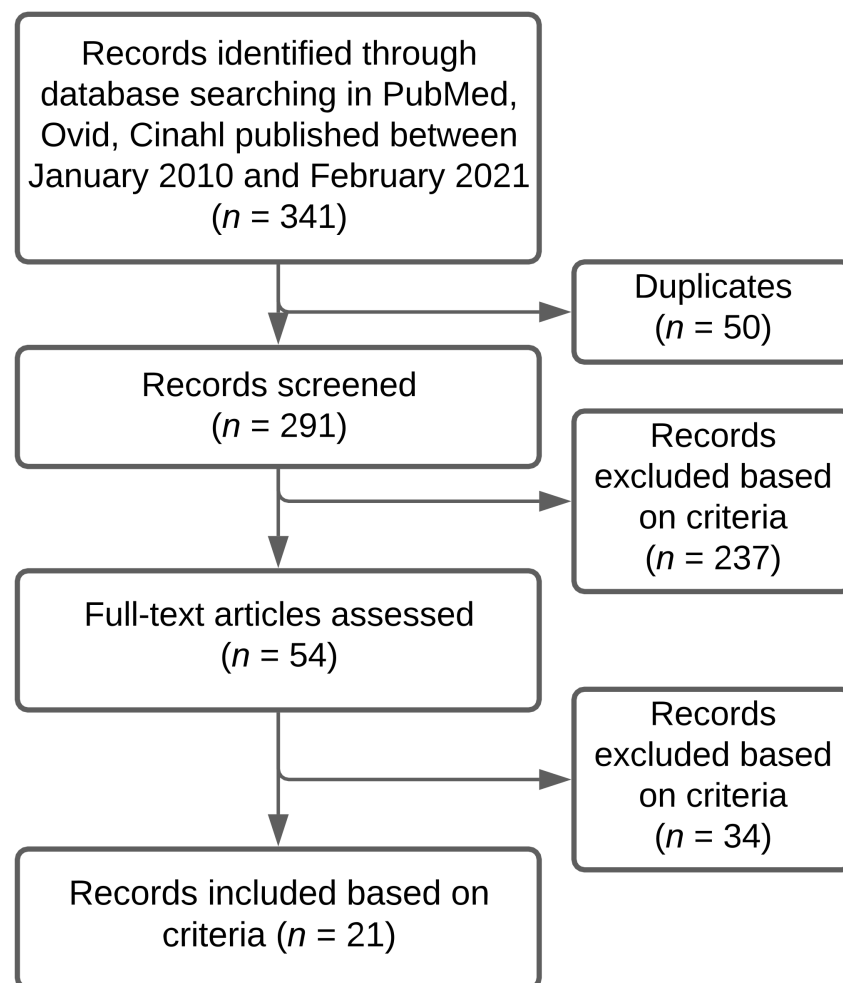 Records identified through
database searching in PubMed,
Ovid, Cinahl published between
January 2010 and February 2021
(n = 341)
Duplicates
(n = 50)
Records screened
(n = 291)
Records
excluded based
on criteria
(n = 237)
Full-text articles assessed
(n = 54)
Records
excluded based
on criteria
(n = 34)
Records included based on
criteria (n = 21)